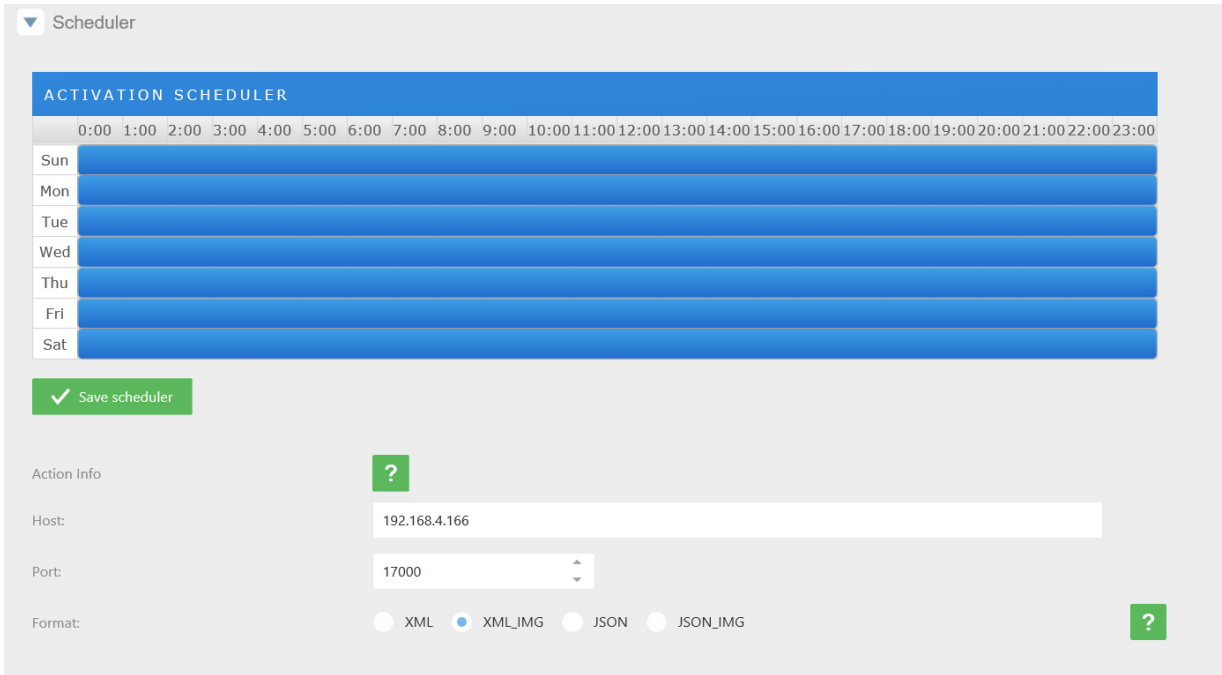 Scheduler
ACTIVATION SCHEDULER
0:00 1:00 2:00 3:00 4:00 5:00 6:00 7:00 8:00 9:00 10:00 11:00 12:00 13:00 14:00 15:00 16:00 17:00 18:00 19:00 20:00 21:00 22:00 23:00
Sun
Mon
Tue
Wed
Thu
Fri
Sat
Save scheduler
Action Info ?
Host: 192.168.4.166
Port: 17000
Format: XML XML_IMG JSON JSON_IMG ?